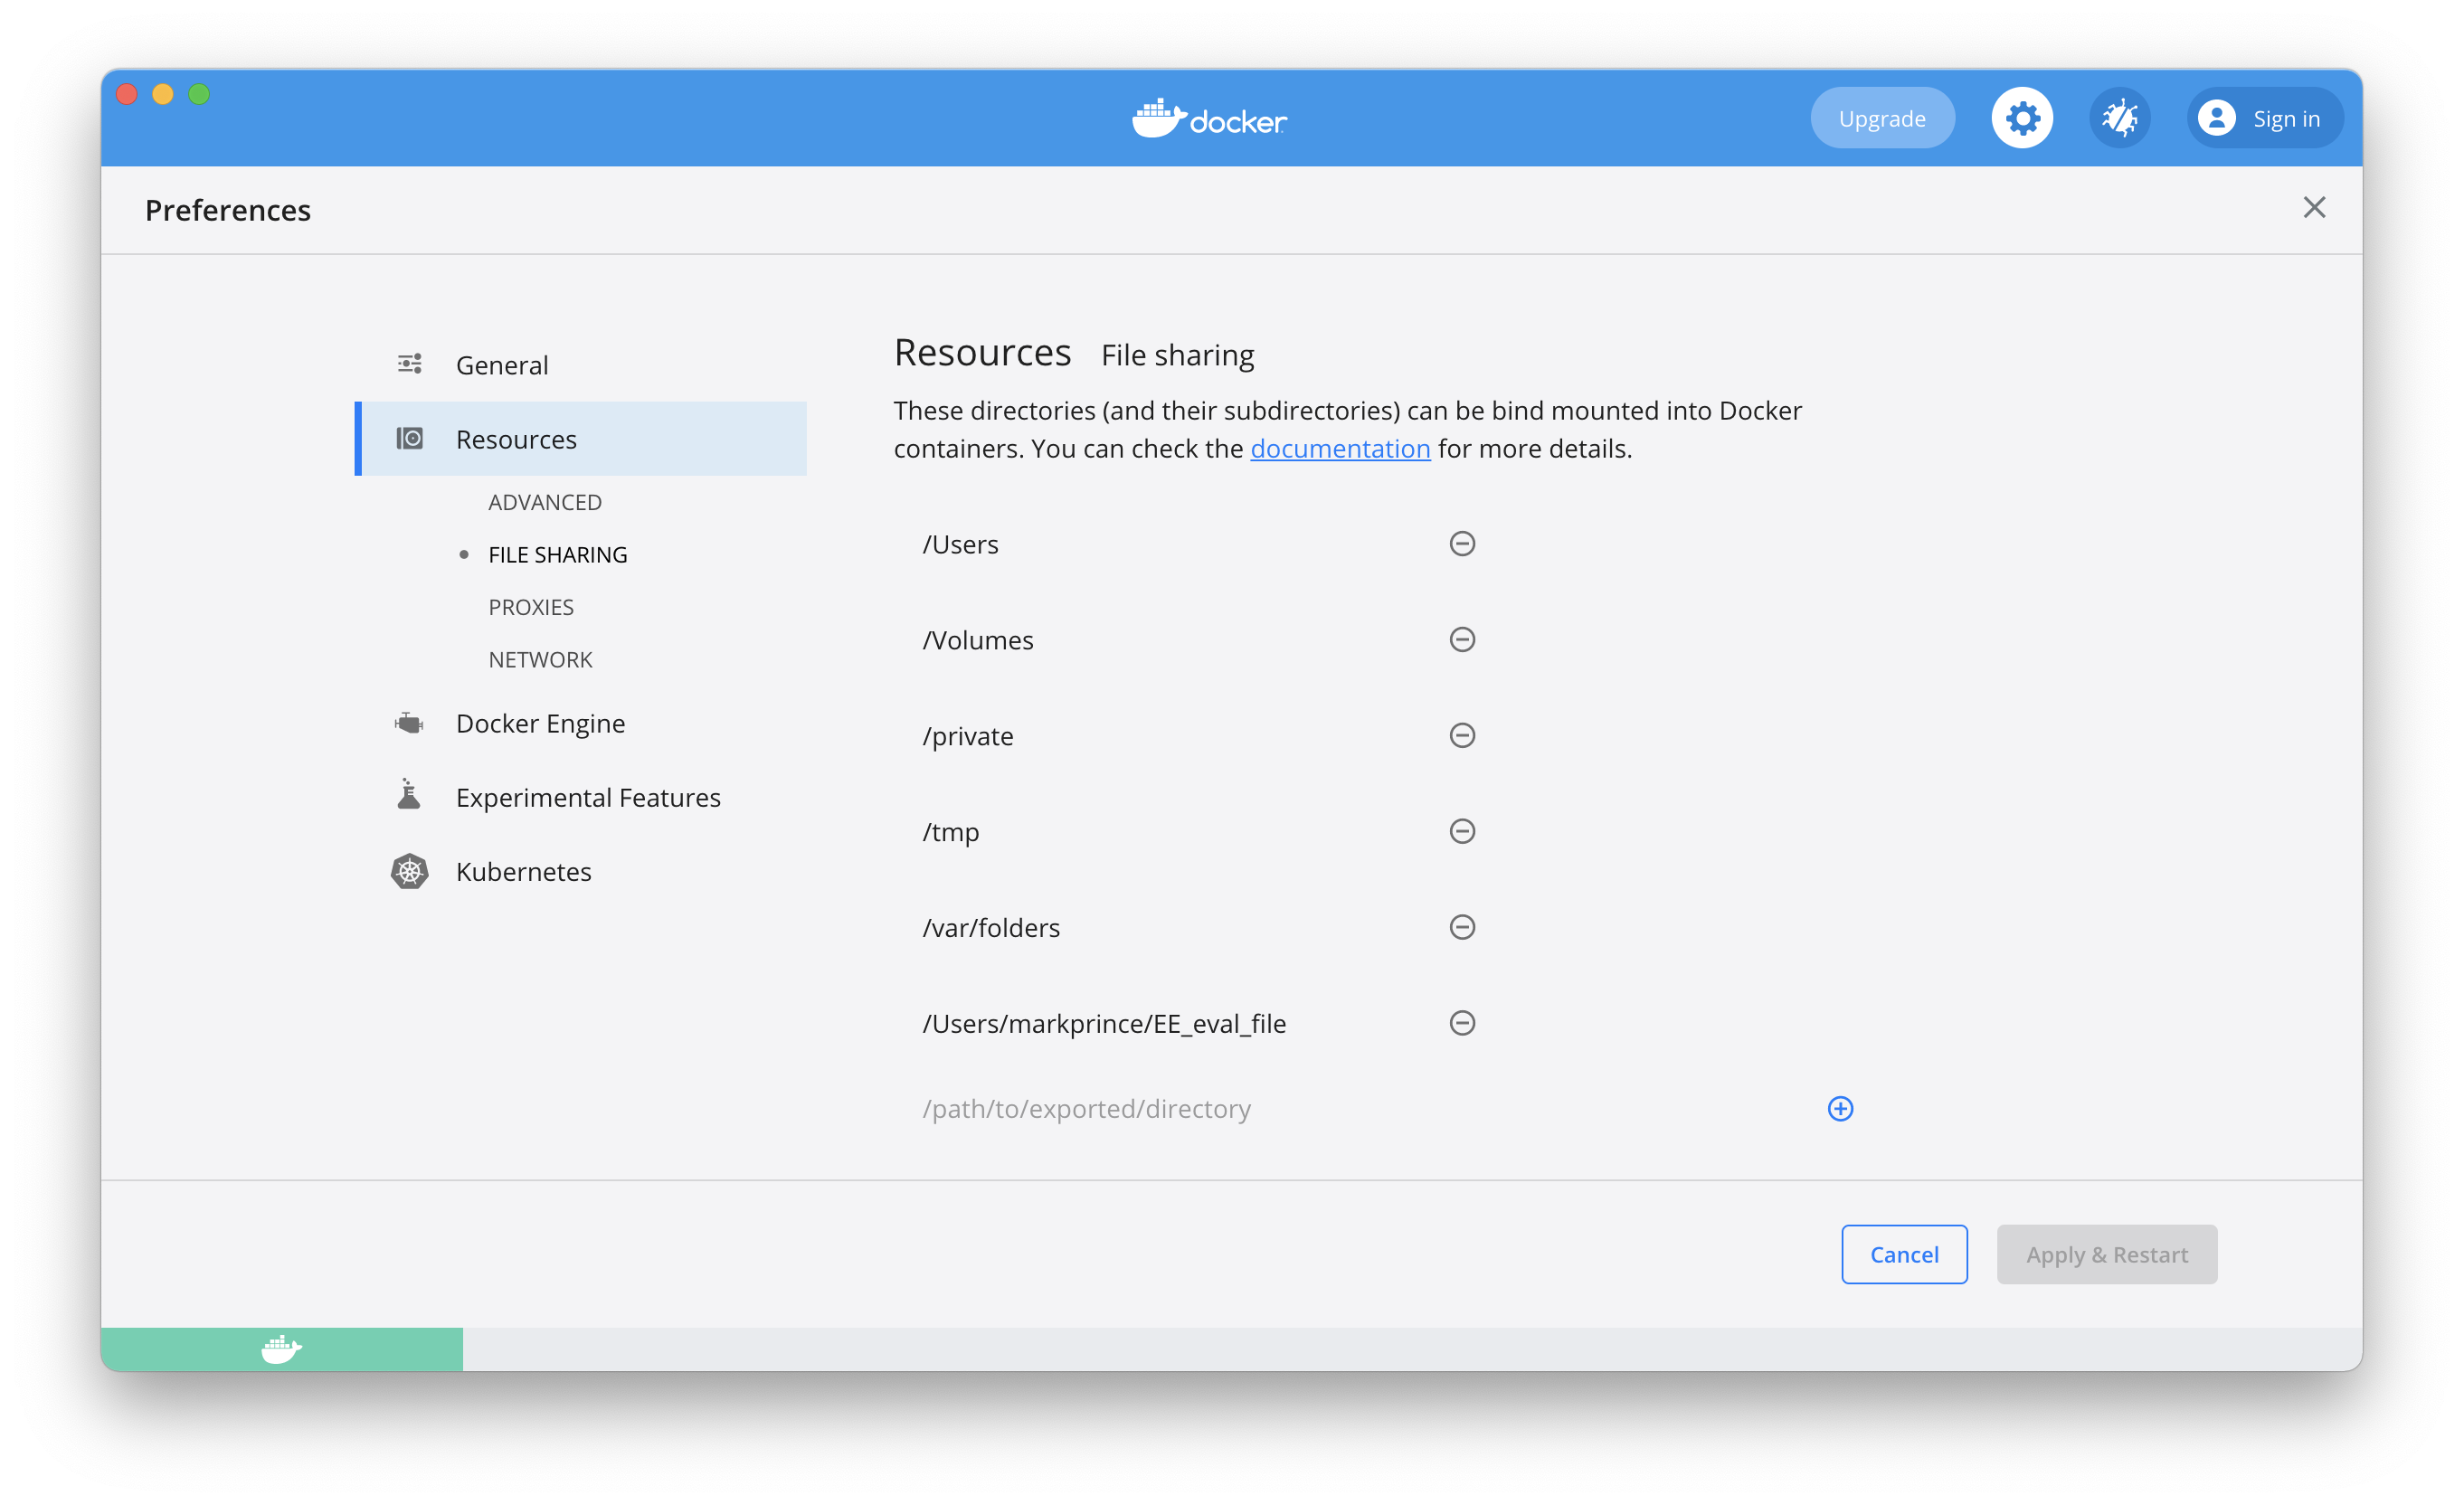 docker
Upgrade
Sign in
Preferences
General
Resources
ADVANCED
FILE SHARING
PROXIES
NETWORK
Docker Engine
Experimental Features
Kubernetes
Resources File sharing
These directories (and their subdirectories) can be bind mounted into Docker
containers. You can check the documentation for more details.
/Users
/Volumes
/private
/tmp
/var/folders
/Users/markprince/EE_eval_file
/path/to/exported/directory
Cancel
Apply & Restart